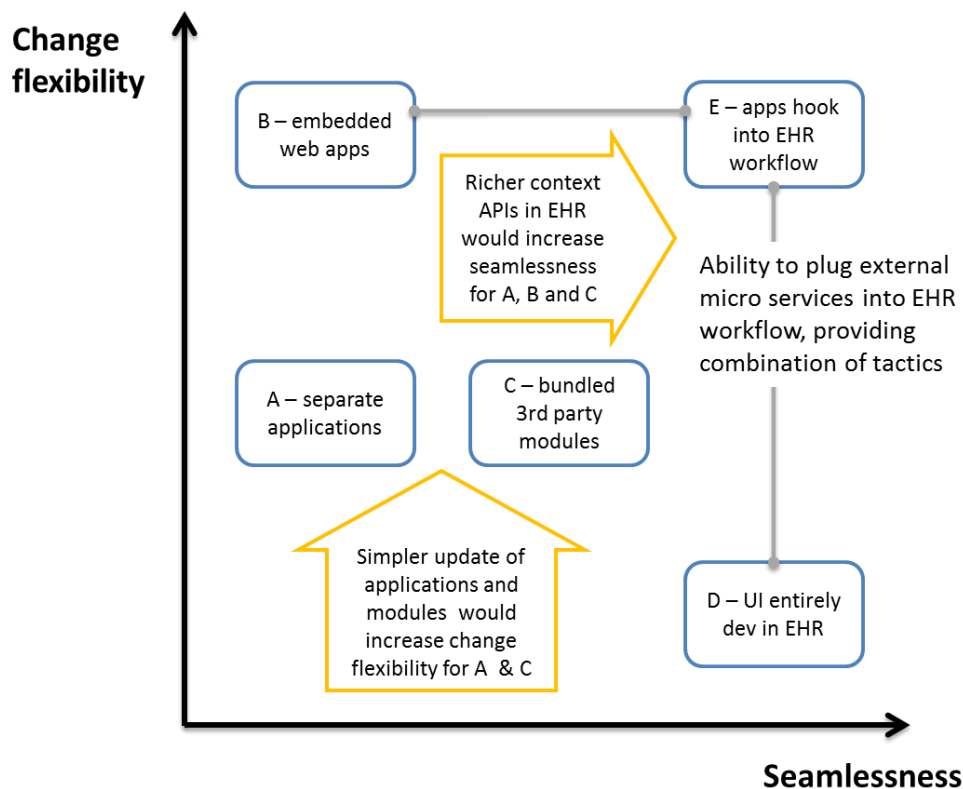 Change
flexibility
B – embedded
web apps
E – apps hook
into EHR
workflow
Richer context
APIs in EHR
would increase
seamlessness
for A, B and C
Ability to plug external
micro services into EHR
workflow, providing
combination of tactics
A – separate
applications
C – bundled
3rd party
modules
Simpler update of
applications and
modules would
increase change
flexibility for A & C
D – UI entirely
dev in EHR
Seamlessness